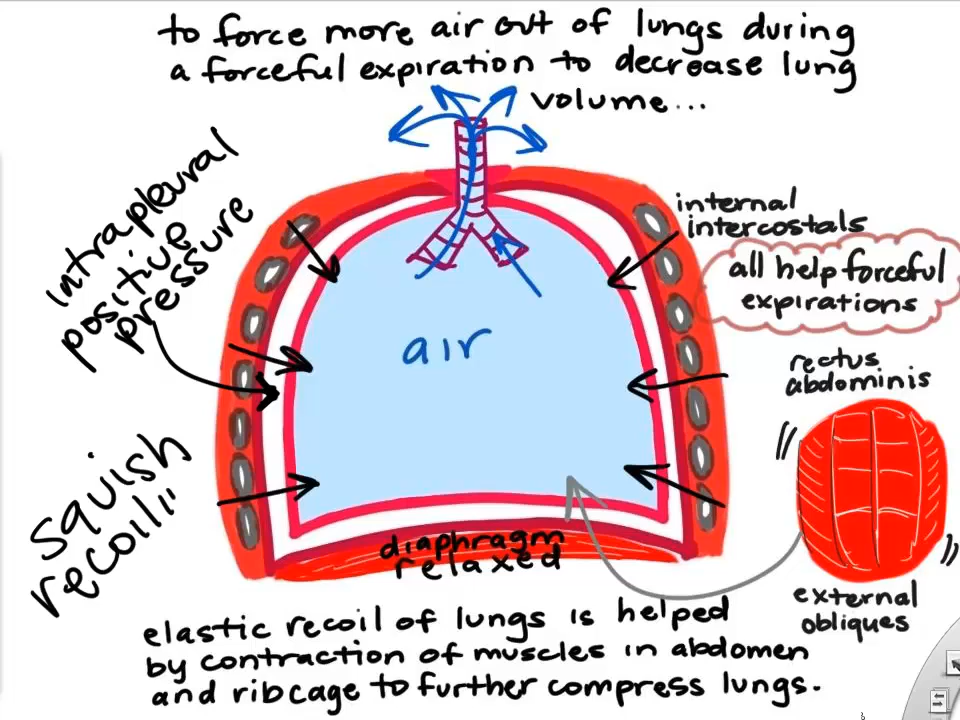 to force more air out of lungs during
a forceful expiration to decrease lung
volume...
intrapleural
positive
pressure
internal
intercostals
all help forceful
expirations
air
rectus
abdominis
squish
recoil"
diaphragm
relaxed
external
obliques
elastic recoil of lungs is helped
by contraction of muscles in abdomen
and ribcage to further compress lungs.